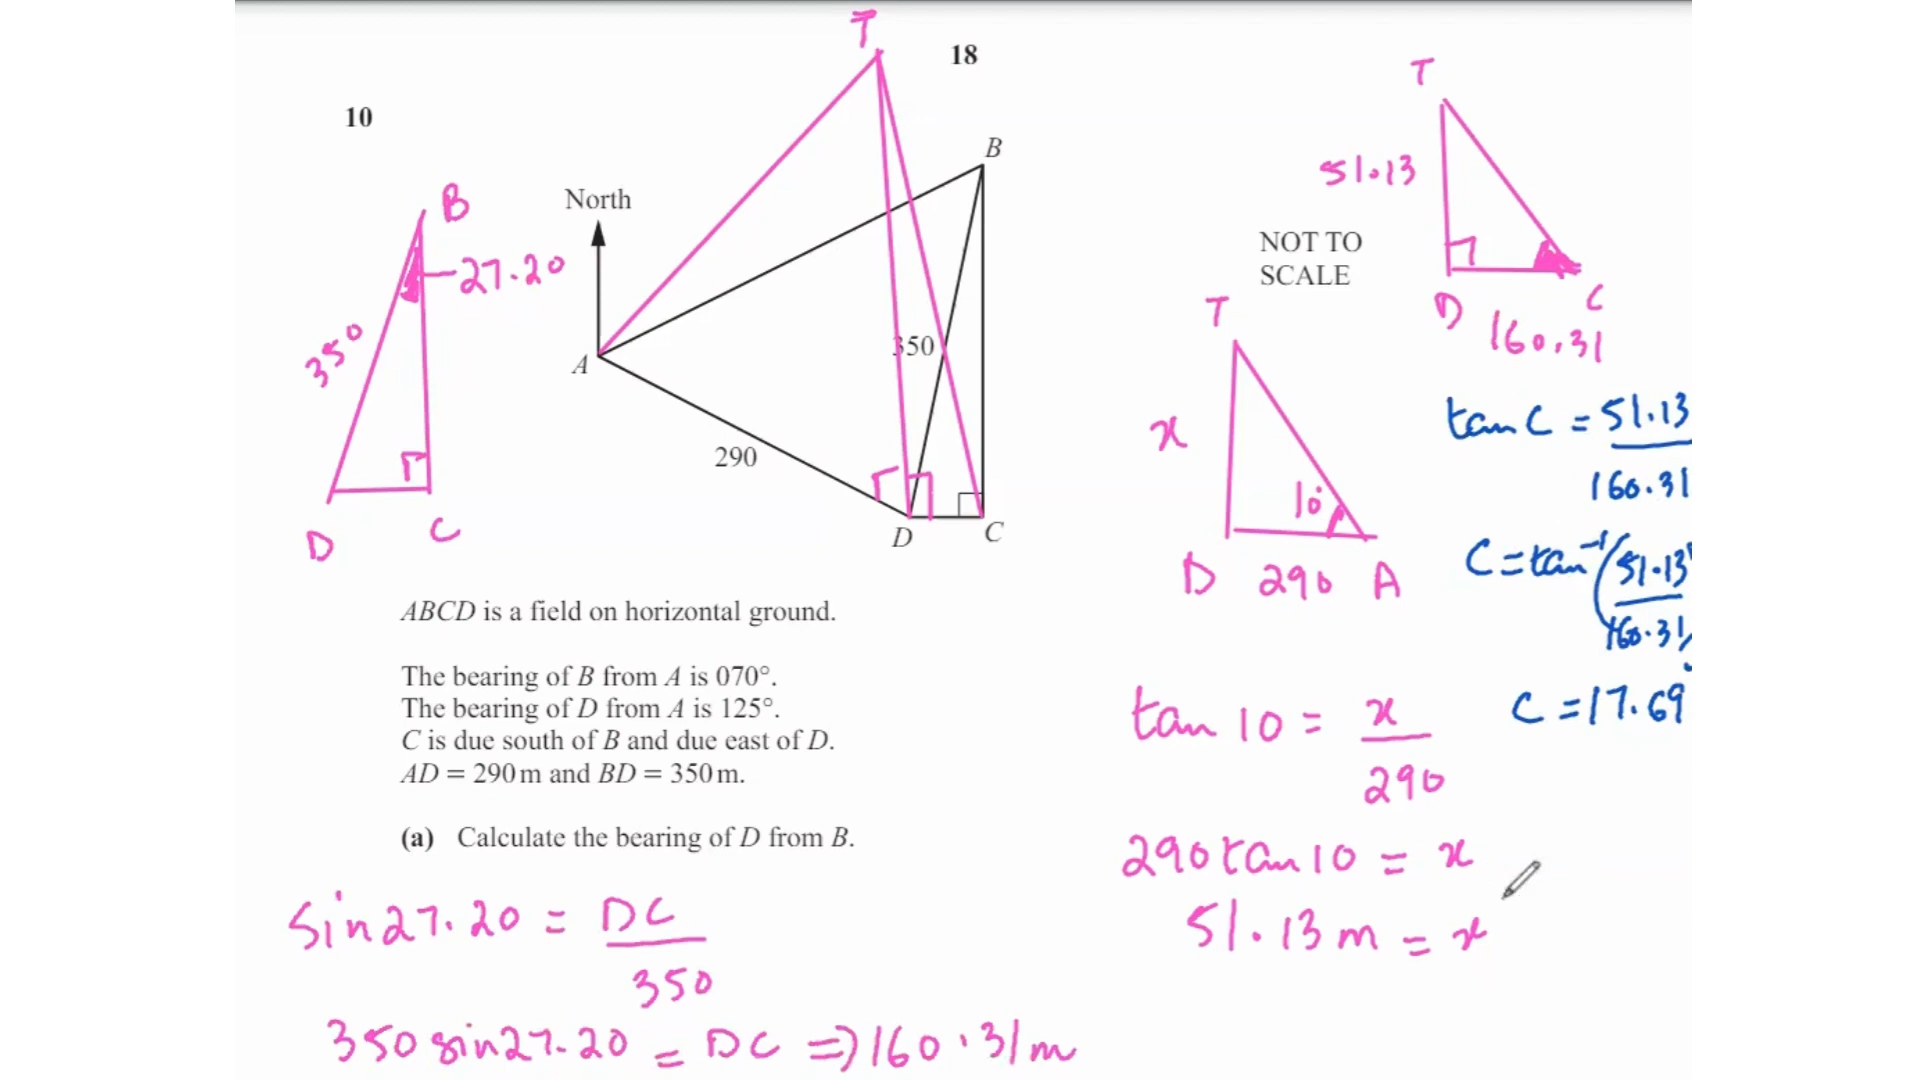 18
10
T
B
North
A
350
290
D
C
B
27.20
350
D
C
NOT TO
SCALE
T
51.13
D
C
160.31
T
x
10°
D 290 A
tan C = 51.13
160.31
C = tan⁻¹(51.13
160.31)
C = 17.69
ABCD is a field on horizontal ground.
The bearing of B from A is 070°.
The bearing of D from A is 125°.
C is due south of B and due east of D.
AD = 290 m and BD = 350 m.
(a) Calculate the bearing of D from B.
tan 10 = x
290
290 tan 10 = x
51.13 m = x
Sin 27.20 = DC
350
350 sin 27.20 = DC ⇒ 160.31 m